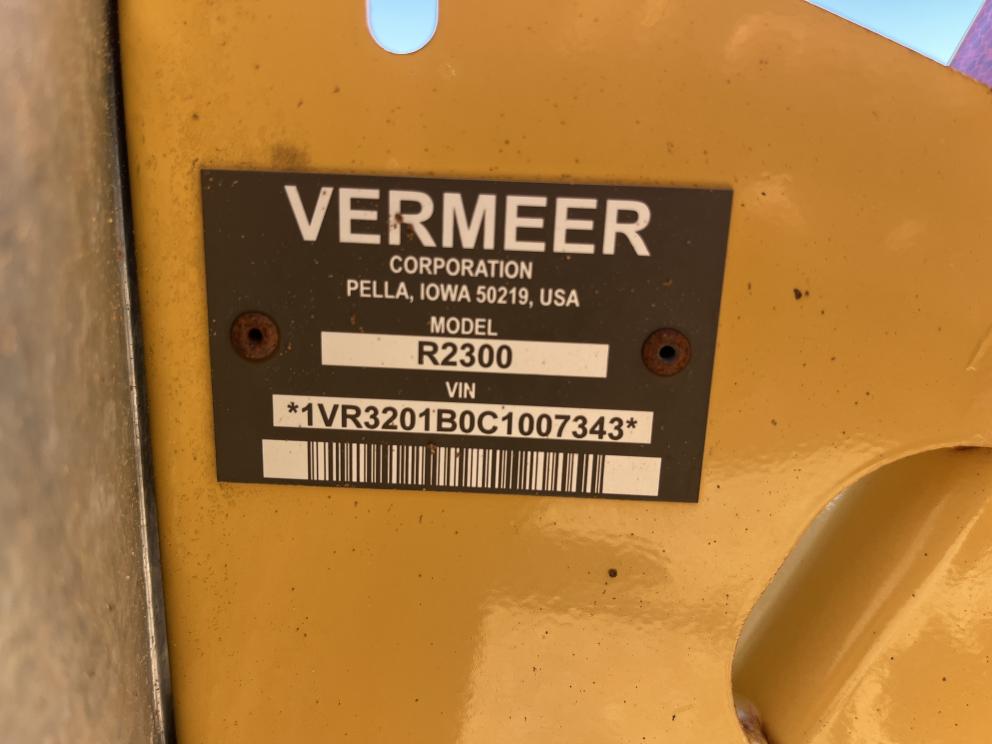 VERMEER
CORPORATION
PELLA, IOWA 50219, USA
MODEL
R2300
VIN
*1VR3201B0C1007343*